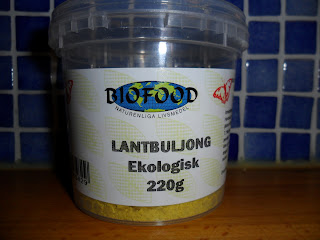 BIOFOOD
NATURENLIGA LIVSMEDEL
LANTBULJONG
Ekologisk
220g